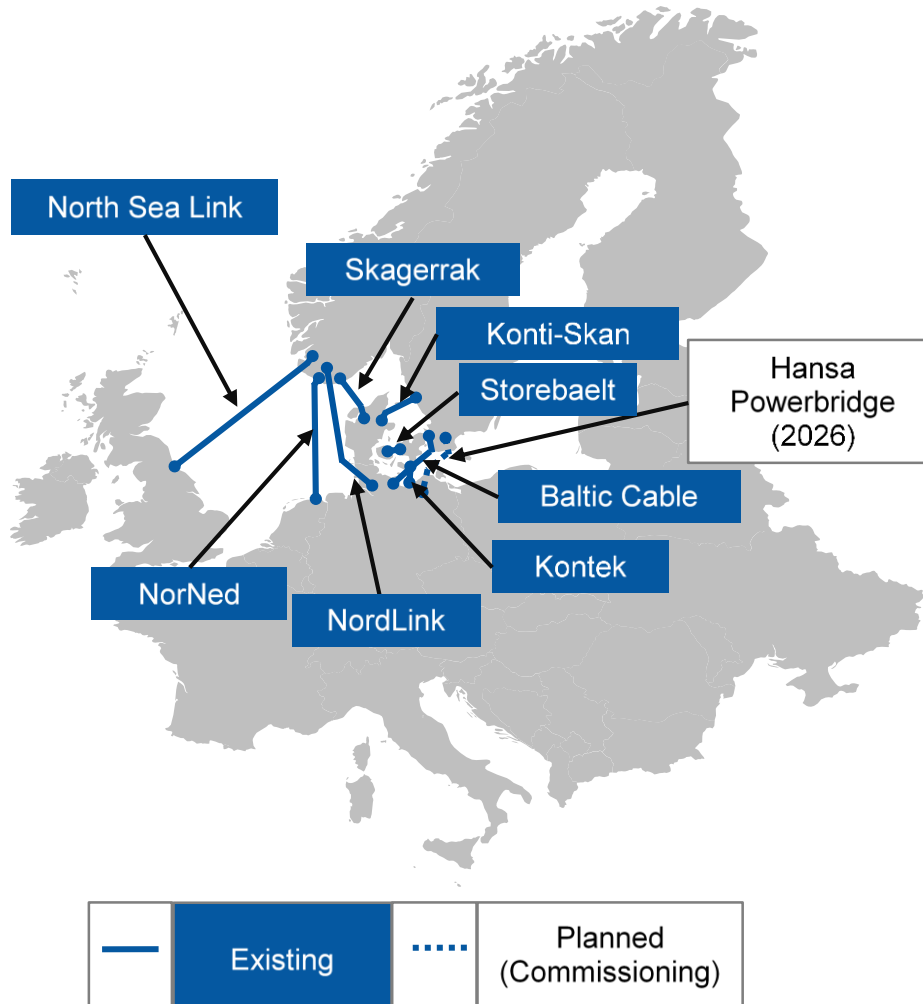 North Sea Link
Skagerrak
Konti-Skan
Storebaelt
Hansa
Powerbridge
(2026)
Baltic Cable
Kontek
NorNed
NordLink
Existing
Planned
(Commissioning)